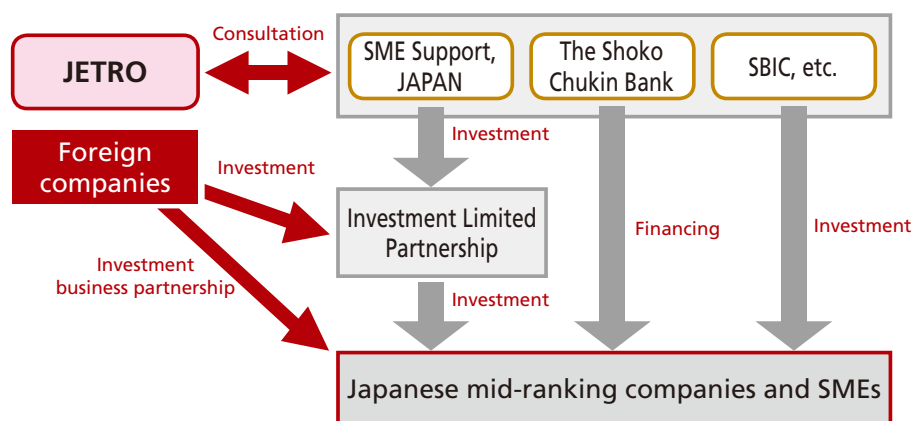 Consultation
JETRO
SME Support,
JAPAN
The Shoko
Chukin Bank
SBIC, etc.
Foreign
companies
Investment
Investment
Investment Limited
Partnership
Financing
Investment
Investment
business partnership
Investment
Japanese mid-ranking companies and SMEs